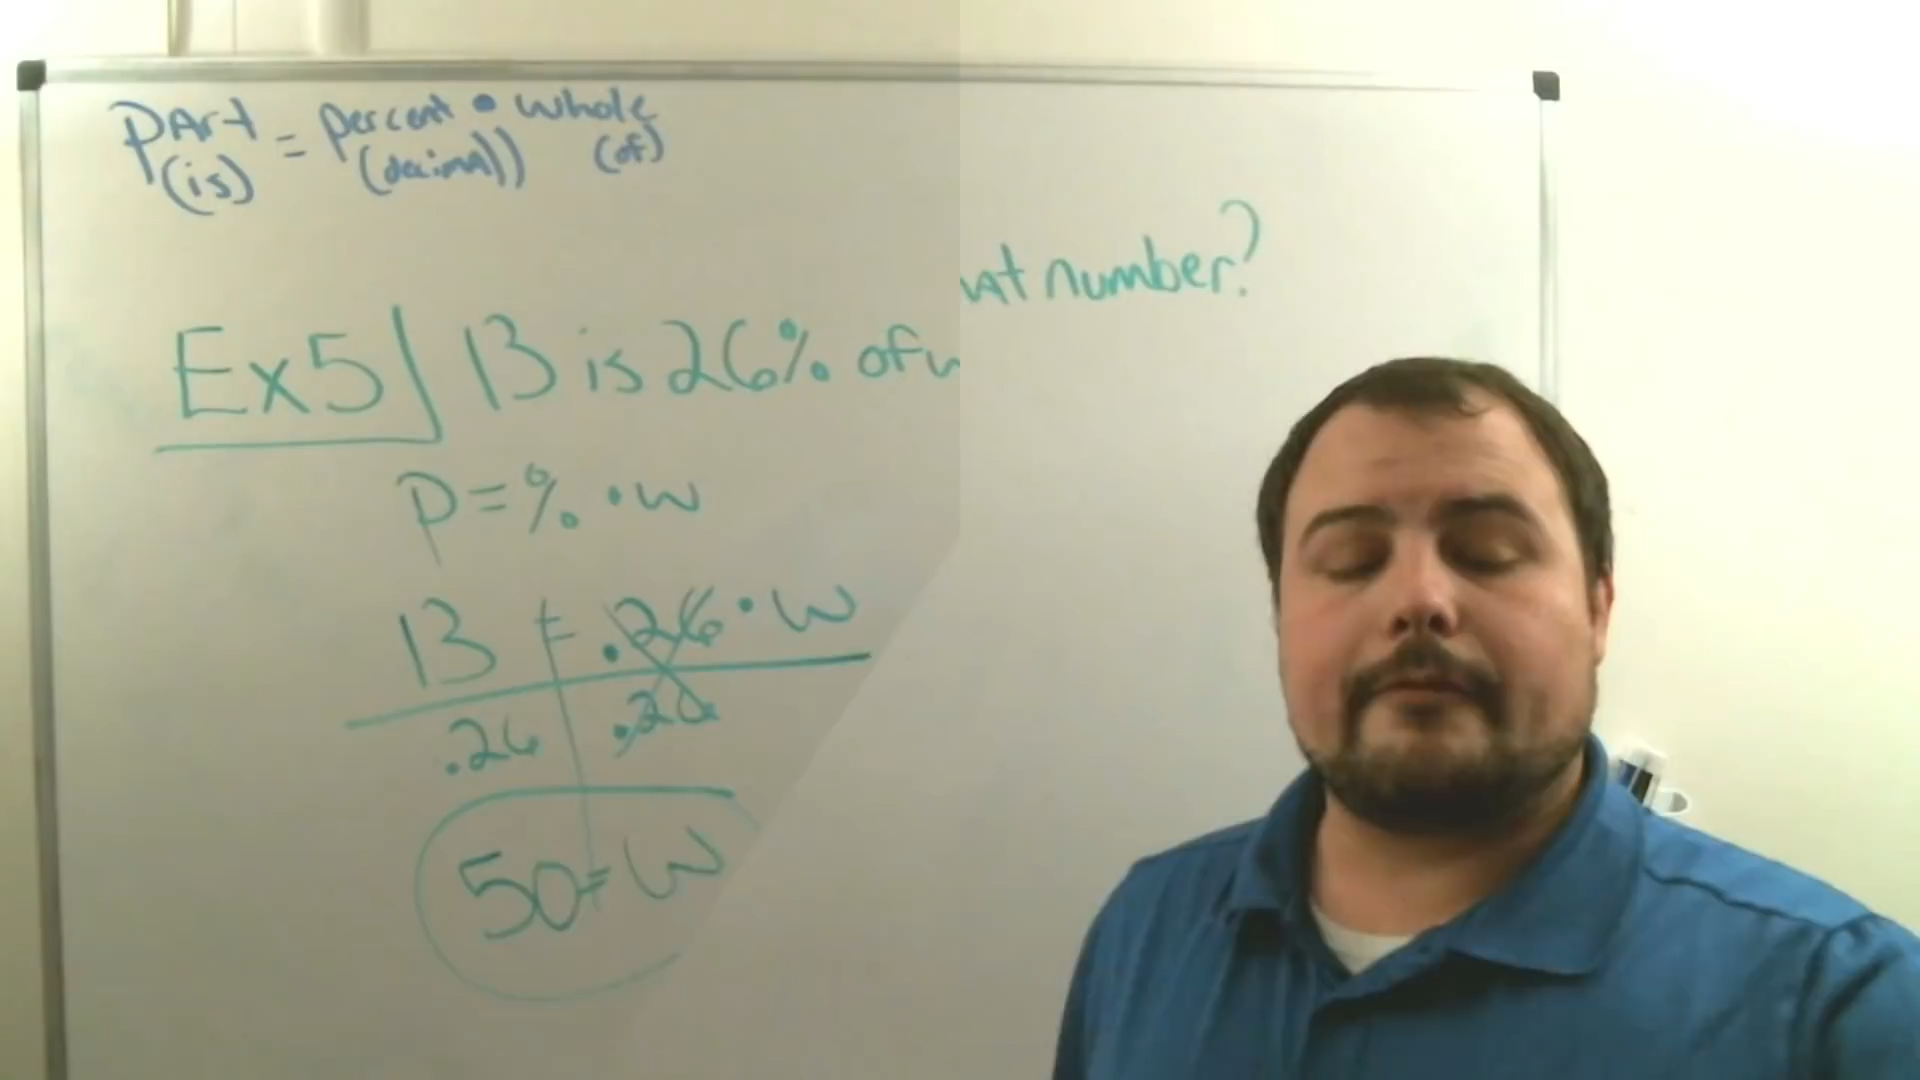 PArt = percent • whole
(is) (decimal) (of)
Ex5 13 is 26% of w at number?
P = % • w
13 = .26 • w
.26 .26
50 = w